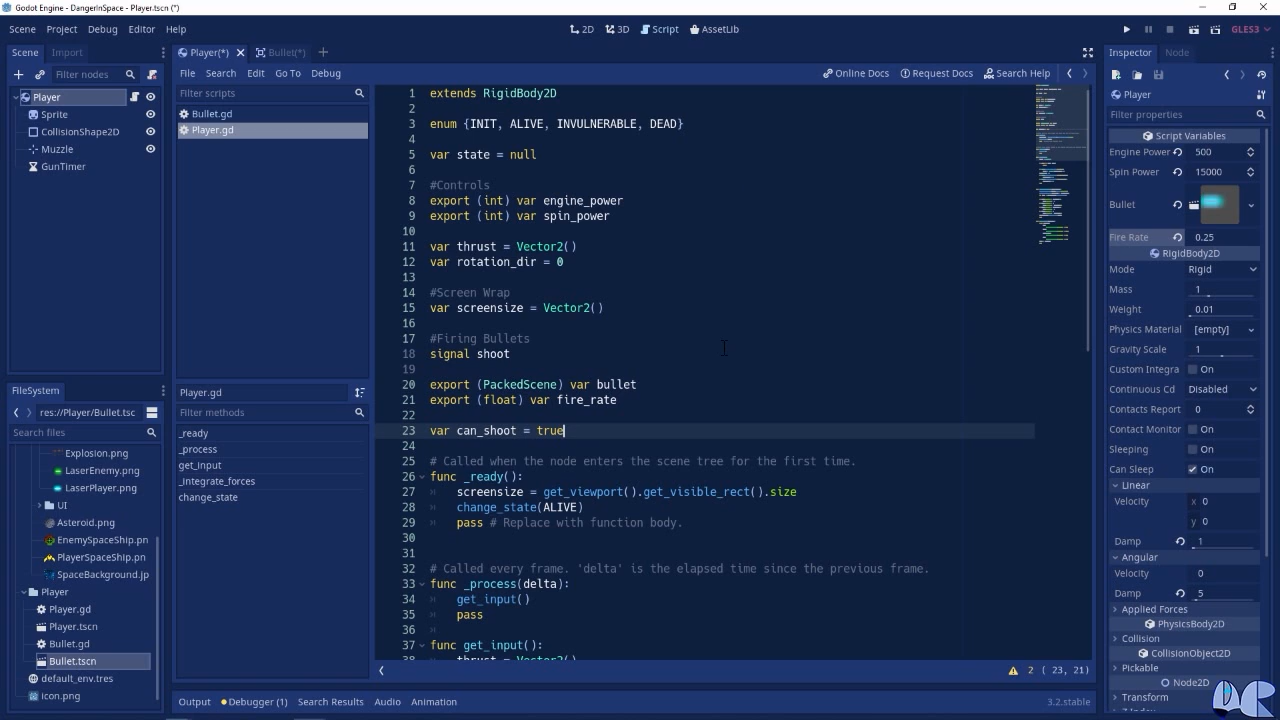 Godot Engine - DangerInSpace - Player.tscn (*)
Scene Project Debug Editor Help
2D 3D Script AssetLib
GLES3
Scene Import
Filter nodes
Player
Sprite
CollisionShape2D
Muzzle
GunTimer
FileSystem
res://Player/Bullet.tsc
Search files
Explosion.png
LaserEnemy.png
LaserPlayer.png
UI
Asteroid.png
EnemySpaceShip.pn
PlayerSpaceShip.pn
SpaceBackground.jp
Player
Player.gd
Player.tscn
Bullet.gd
Bullet.tscn
default_env.tres
icon.png
Player(*) Bullet(*)
File Search Edit Go To Debug
Online Docs Request Docs Search Help
Filter scripts
Bullet.gd
Player.gd
Player.gd
Filter methods
_ready
_process
get_input
_integrate_forces
change_state
1 extends RigidBody2D
2
3 enum {INIT, ALIVE, INVULNERABLE, DEAD}
4
5 var state = null
6
7 #Controls
8 export (int) var engine_power
9 export (int) var spin_power
10
11 var thrust = Vector2()
12 var rotation_dir = 0
13
14 #Screen Wrap
15 var screensize = Vector2()
16
17 #Firing Bullets
18 signal shoot
19
20 export (PackedScene) var bullet
21 export (float) var fire_rate
22
23 var can_shoot = true
24
25 # Called when the node enters the scene tree for the first time.
26 func _ready():
27 screensize = get_viewport().get_visible_rect().size
28 change_state(ALIVE)
29 pass # Replace with function body.
30
31
32 # Called every frame. 'delta' is the elapsed time since the previous frame.
33 func _process(delta):
34 get_input()
35 pass
36
37 func get_input():
38 thrust = Vector2()
2 ( 23, 21)
Output Debugger (1) Search Results Audio Animation
3.2.stable
Inspector Node
Player
Filter properties
Script Variables
Engine Power 500
Spin Power 15000
Bullet
Fire Rate 0.25
RigidBody2D
Mode Rigid
Mass 1
Weight 0.01
Physics Material [empty]
Gravity Scale 1
Custom Integra On
Continuous Cd Disabled
Contacts Report 0
Contact Monitor On
Sleeping On
Can Sleep On
Linear
Velocity x 0
y 0
Damp 1
Angular
Velocity 0
Damp 5
Applied Forces
PhysicsBody2D
Collision
CollisionObject2D
Pickable
Node2D
Transform